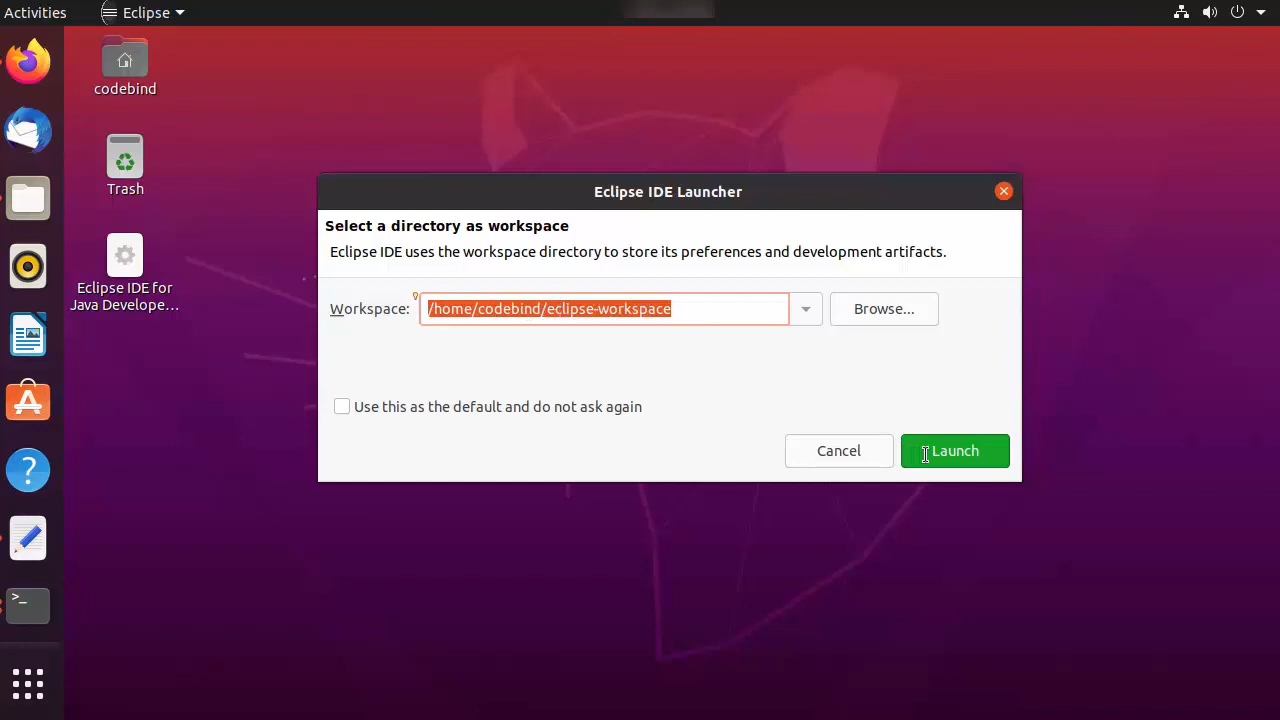 Activities
Eclipse
codebind
Trash
Eclipse IDE For
Java Develope...
Eclipse IDE Launcher
Select a directory as workspace
Eclipse IDE uses the workspace directory to store its preferences and development artifacts.
Workspace:
/home/codebind/eclipse-workspace
Browse...
Use this as the default and do not ask again
Cancel
Launch
?
>_